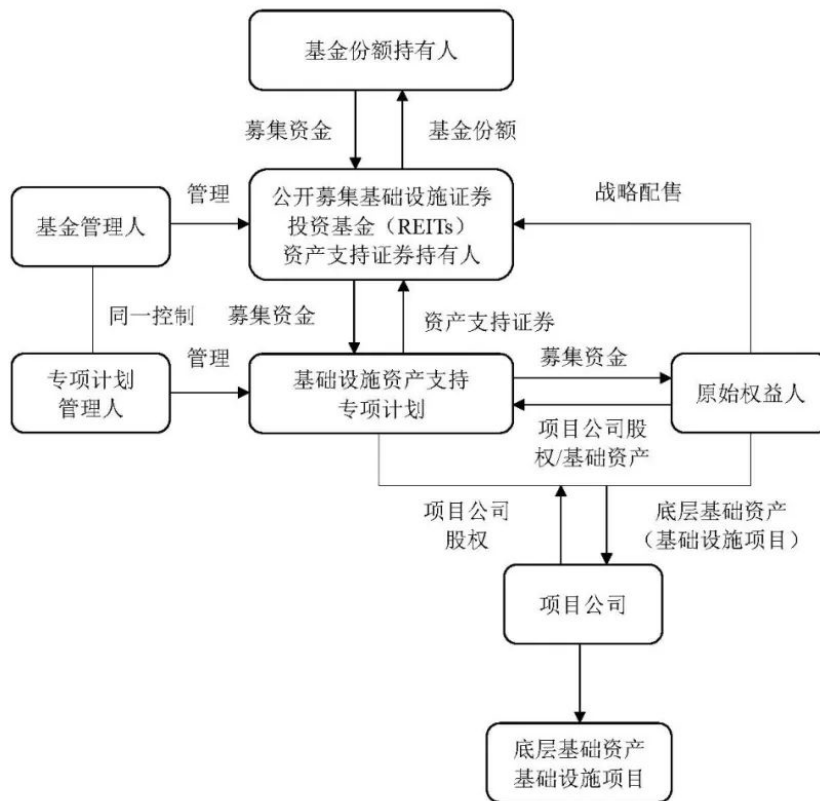 基金份额持有人
募集资金
基金份额
管理
战略配售
基金管理人
公开募集基础设施证券
投资基金（REITs）
资产支持证券持有人
同一控制
募集资金
资产支持证券
管理
募集资金
专项计划
管理人
基础设施资产支持
专项计划
原始权益人
项目公司股
权/基础资产
项目公司
股权
底层基础资产
（基础设施项目）
项目公司
底层基础资产
基础设施项目